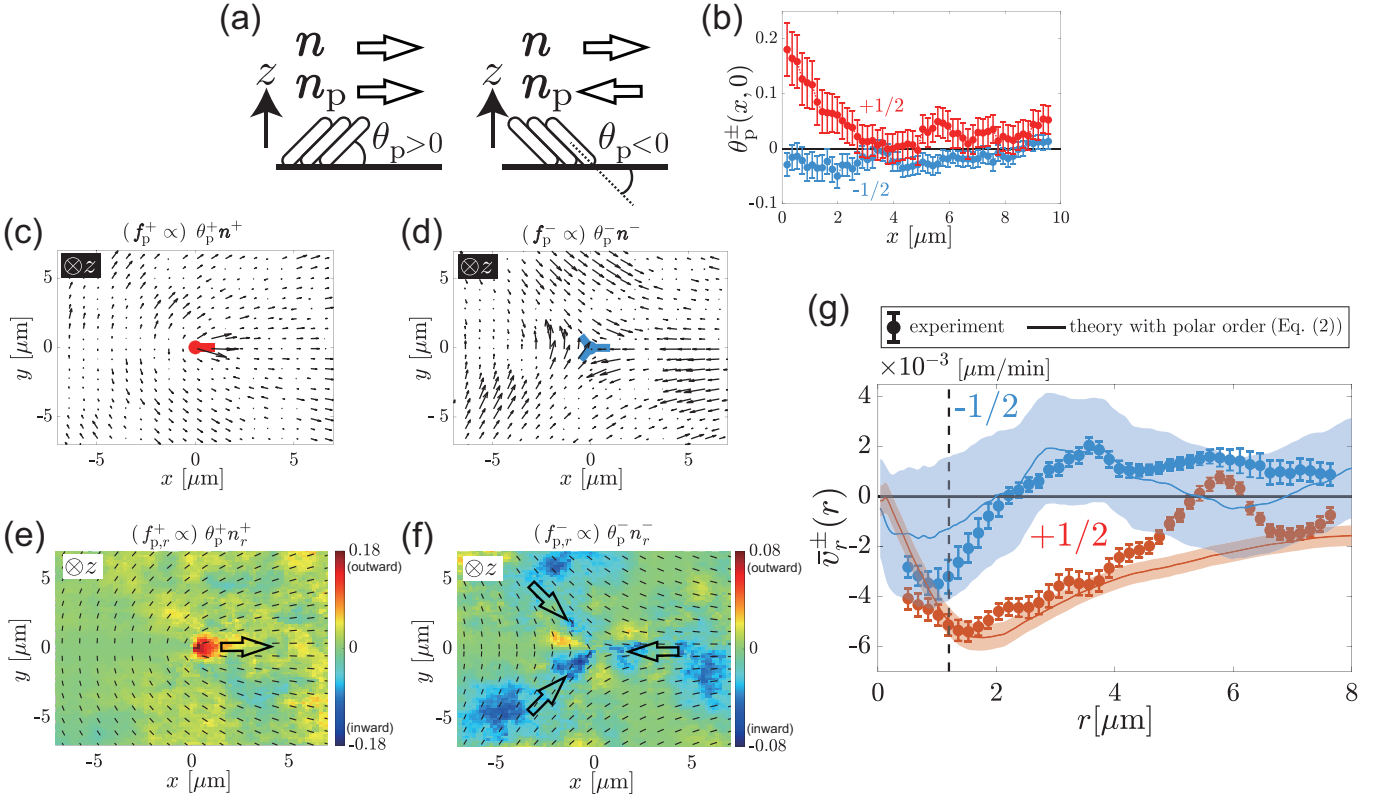 (a)
n
n_p
z
θ_p>0
n
n_p
z
θ_p<0
(b)
0.2
0.1
0
-0.1
θ_p^±(x, 0)
+1/2
-1/2
0 2 4 6 8 10
x [μm]
(c)
(f_p^+ ∝) θ_p^+ n^+
⊗z
5
0
-5
y [μm]
-5 0 5
x [μm]
(d)
(f_p^- ∝) θ_p^- n^-
⊗z
5
0
-5
y [μm]
-5 0 5
x [μm]
(e)
(f_{p,r}^+ ∝) θ_p^+ n_r^+
⊗z
5
0
-5
y [μm]
-5 0 5
x [μm]
0.18
(outward)
0
(inward)
-0.18
(f)
(f_{p,r}^- ∝) θ_p^- n_r^-
⊗z
5
0
-5
y [μm]
-5 0 5
x [μm]
0.08
(outward)
0
(inward)
-0.08
(g)
experiment theory with polar order (Eq. (2))
×10^{-3} [μm/min]
-1/2
+1/2
4
2
0
-2
-4
-6
v̄_r^±(r)
0 2 4 6 8
r[μm]